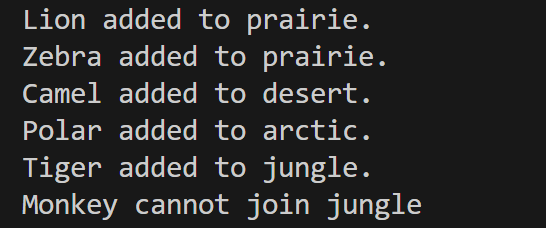 Lion added to prairie.
Zebra added to prairie.
Camel added to desert.
Polar added to arctic.
Tiger added to jungle.
Monkey cannot join jungle